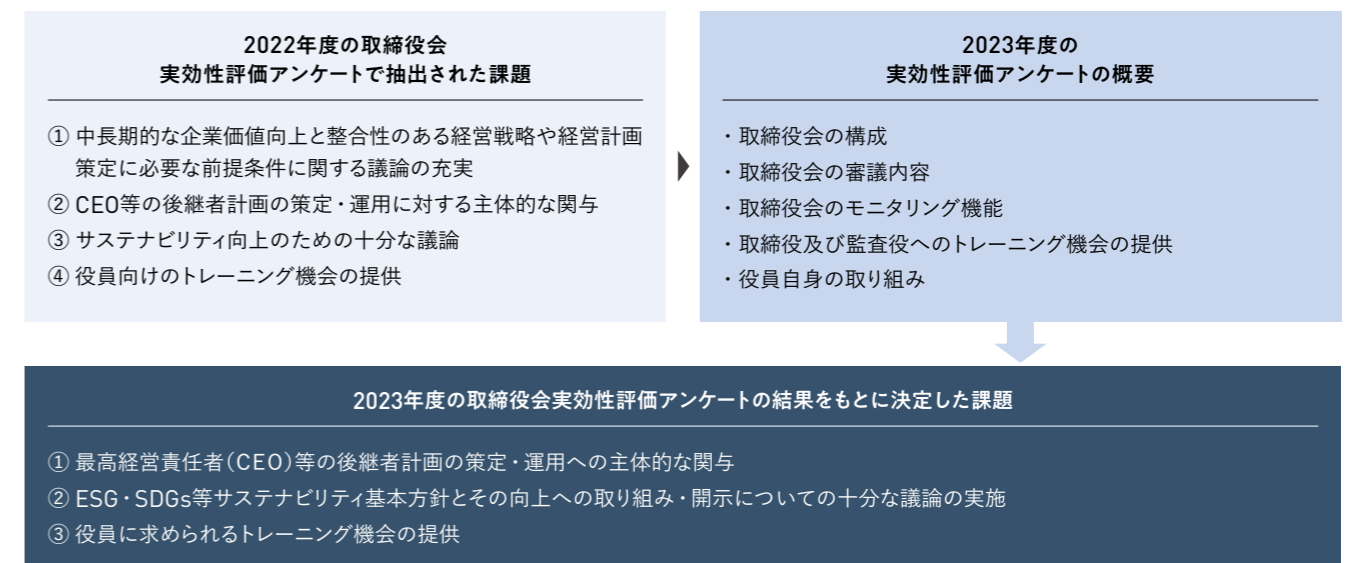 2022年度の取締役会
実効性評価アンケートで抽出された課題
① 中長期的な企業価値向上と整合性のある経営戦略や経営計画
策定に必要な前提条件に関する議論の充実
② CEO等の後継者計画の策定・運用に対する主体的な関与
③ サステナビリティ向上のための十分な議論
④ 役員向けのトレーニング機会の提供
2023年度の
実効性評価アンケートの概要
・取締役会の構成
・取締役会の審議内容
・取締役会のモニタリング機能
・取締役及び監査役へのトレーニング機会の提供
・役員自身の取り組み
2023年度の取締役会実効性評価アンケートの結果をもとに決定した課題
① 最高経営責任者(CEO)等の後継者計画の策定・運用への主体的な関与
② ESG・SDGs等サステナビリティ基本方針とその向上への取り組み・開示についての十分な議論の実施
③ 役員に求められるトレーニング機会の提供